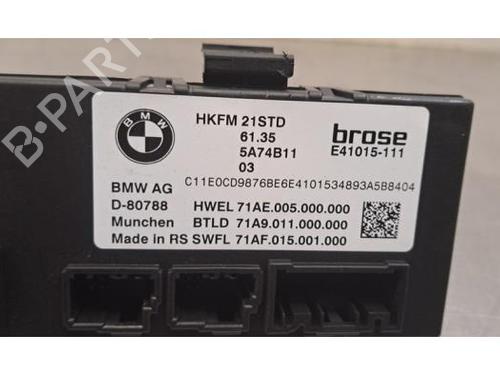 B-PARTS
BMW
HKFM 21STD
61.35
5A74B11
03
brose
E41015-111
C11E0CD9876BE6E4101534893A5B8404
BMW AG
D-80788
Munchen
Made in RS
HWEL 71AE.005.000.000
BTLD 71A9.011.000.000
SWFL 71AF.015.001.000